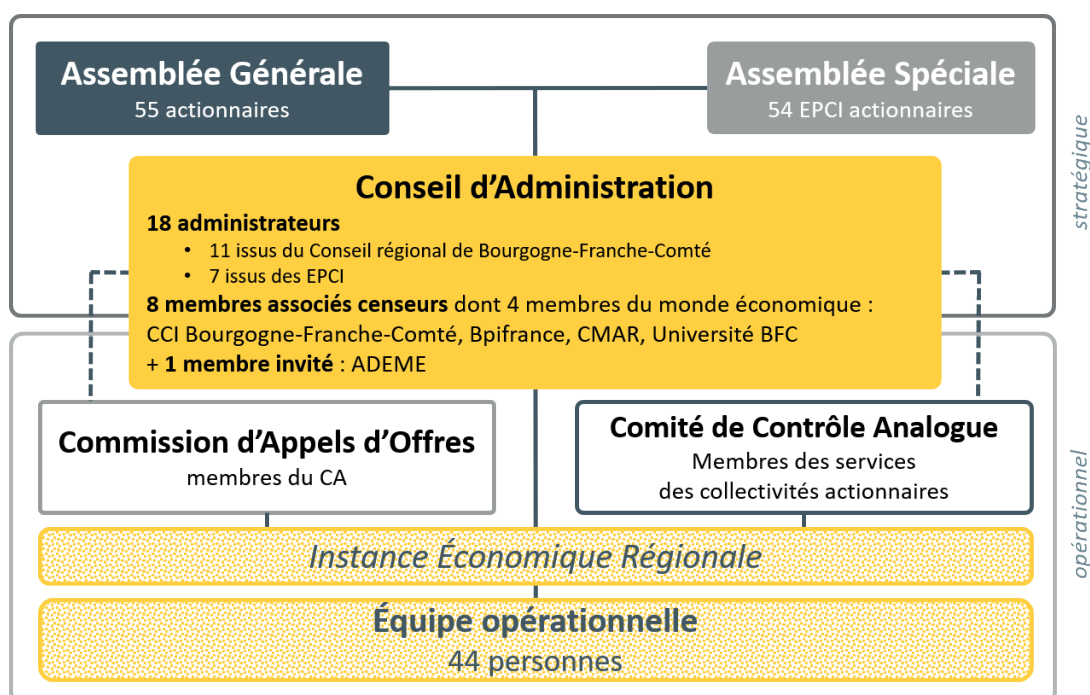 Assemblée Générale
55 actionnaires
Assemblée Spéciale
54 EPCI actionnaires
stratégique
Conseil d’Administration
18 administrateurs
• 11 issus du Conseil régional de Bourgogne-Franche-Comté
• 7 issus des EPCI
8 membres associés censeurs dont 4 membres du monde économique :
CCI Bourgogne-Franche-Comté, Bpifrance, CMAR, Université BFC
+ 1 membre invité : ADEME
Commission d’Appels d’Offres
membres du CA
Comité de Contrôle Analogue
Membres des services
des collectivités actionnaires
opérationnel
Instance Économique Régionale
Équipe opérationnelle
44 personnes